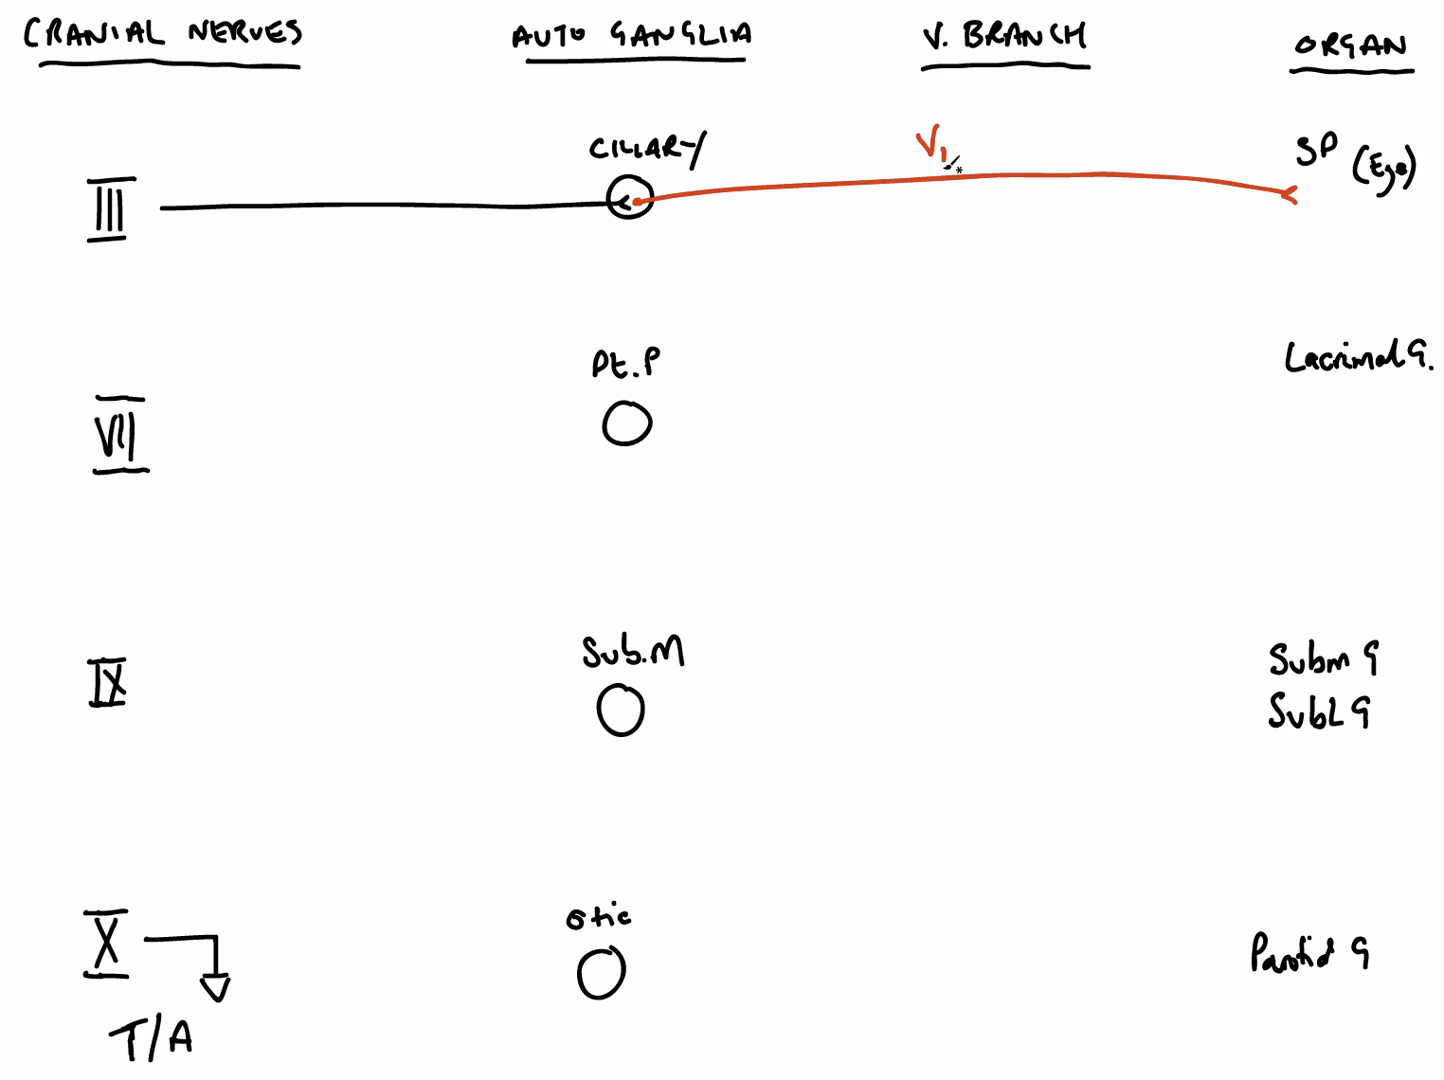 CRANIAL NERVES
AUTO GANGLIA
V. BRANCH
ORGAN
III
CILIARY
V1
SP (Eye)
VII
Pt.P
Lacrimal G.
IX
Sub.M
Subm G
SubL G
X
T/A
otic
Parotid G